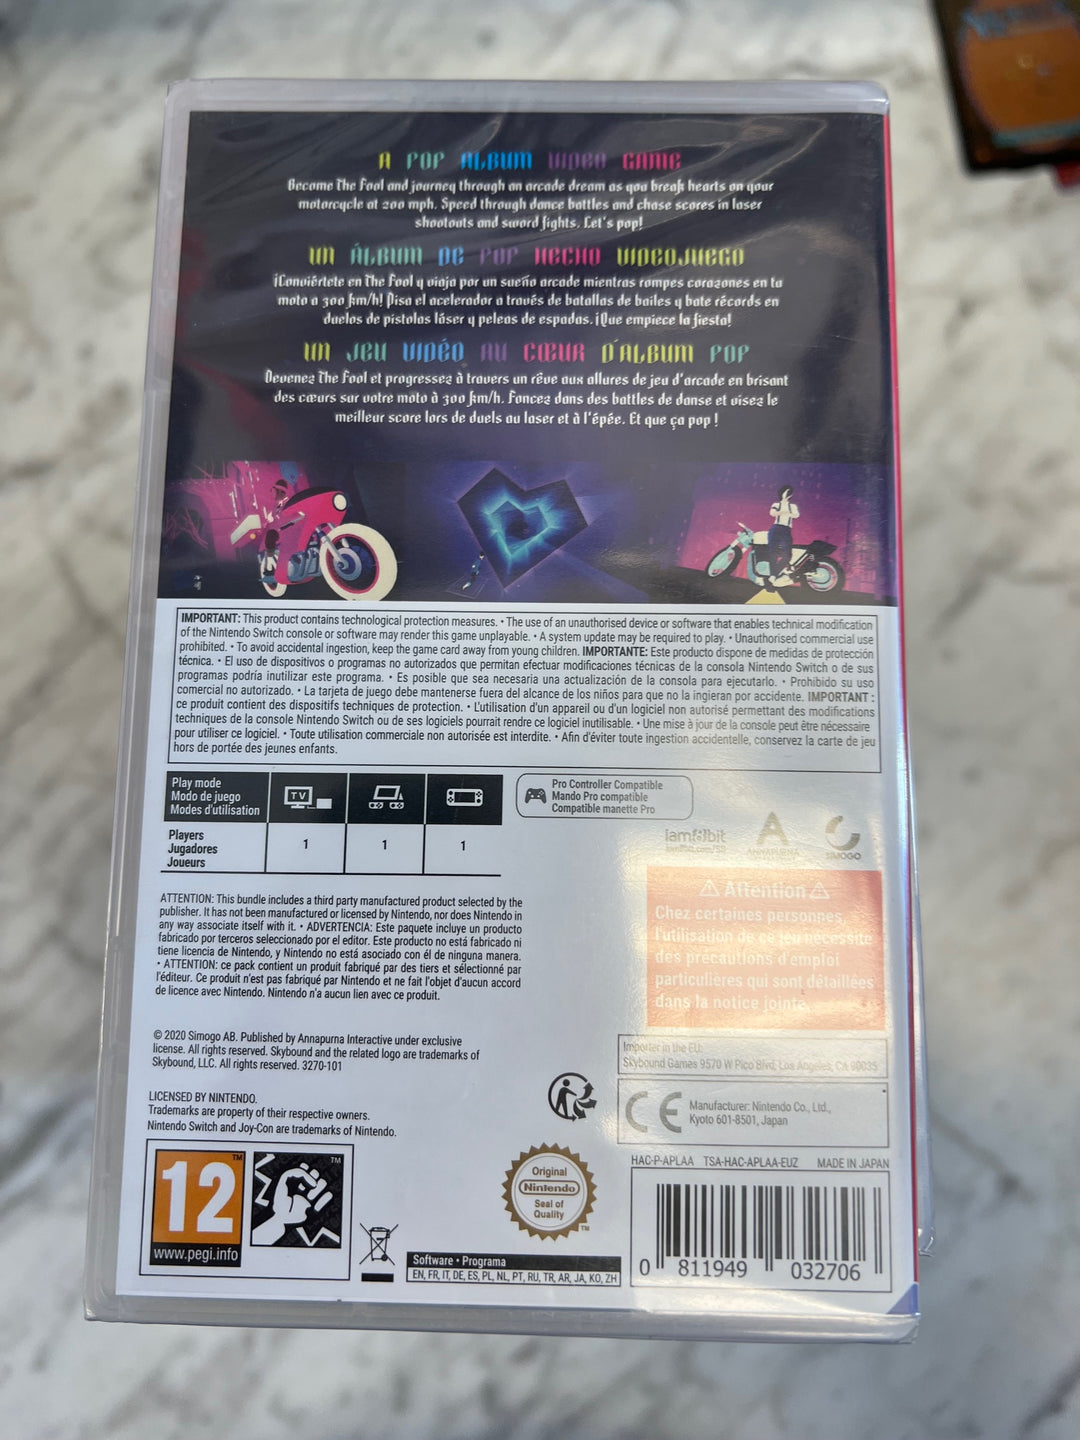 A POP ALBUM VIDEO GAME
Become The Fool and journey through an arcade dream as you break hearts on your
motorcycle at 200 mph. Speed through dance battles and chase scores in laser
shootouts and sword fights. Let's pop!
UN ÁLBUM DE POP HECHO VIDEOJUEGO
¡Conviértete en The Fool y viaja por un sueño arcade mientras rompes corazones en tu
moto a 300 km/h! Pisa el acelerador a través de batallas de bailes y bate récords en
duelos de pistolas láser y peleas de espadas. ¡Que empiece la fiesta!
UN JEU VIDÉO AU CŒUR D'ALBUM POP
Devenez The Fool et progressez à travers un rêve aux allures de jeu d'arcade en brisant
des cœurs sur votre moto à 300 km/h. Foncez dans des battles de danse et visez le
meilleur score lors de duels au laser et à l'épée. Et que ça pop !
IMPORTANT: This product contains technological protection measures. • The use of an unauthorised device or software that enables technical modification
of the Nintendo Switch console or software may render this game unplayable. • A system update may be required to play. • Unauthorised commercial use
prohibited. • To avoid accidental ingestion, keep the game card away from young children. IMPORTANTE: Este producto dispone de medidas de protección
técnica. • El uso de dispositivos o programas no autorizados que permitan efectuar modificaciones técnicas de la consola Nintendo Switch o de sus
programas podría inutilizar este programa. • Es posible que sea necesaria una actualización de la consola para ejecutarlo. • Prohibido su uso
comercial no autorizado. • La tarjeta de juego debe mantenerse fuera del alcance de los niños para que no la ingieran por accidente. IMPORTANT :
ce produit contient des dispositifs techniques de protection. • L'utilisation d'un appareil ou d'un logiciel non autorisé permettant des modifications
techniques de la console Nintendo Switch ou de ses logiciels pourrait rendre ce logiciel inutilisable. • Une mise à jour de la console peut être nécessaire
pour utiliser ce logiciel. • Toute utilisation commerciale non autorisée est interdite. • Afin d'éviter toute ingestion accidentelle, conservez la carte de jeu
hors de portée des jeunes enfants.
Play mode
Modo de juego
Modes d'utilisation
TV
Pro Controller Compatible
Mando Pro compatible
Compatible manette Pro
Players
Jugadores
Joueurs
1 1 1
iam8bit
ANNAPURNA
SIMOGO
ATTENTION: This bundle includes a third party manufactured product selected by the
publisher. It has not been manufactured or licensed by Nintendo, nor does Nintendo in
any way associate itself with it. • ADVERTENCIA: Este paquete incluye un producto
fabricado por terceros seleccionado por el editor. Este producto no está fabricado ni
tiene licencia de Nintendo, y Nintendo no está asociado con él de ninguna manera.
• ATTENTION: ce pack contient un produit fabriqué par des tiers et sélectionné par
l'éditeur. Ce produit n'est pas fabriqué par Nintendo et ne fait l'objet d'aucun accord
de licence avec Nintendo. Nintendo n'a aucun lien avec ce produit.
⚠ Attention ⚠
Chez certaines personnes,
l'utilisation de ce jeu nécessite
des précautions d'emploi
particulières qui sont détaillées
dans la notice jointe.
© 2020 Simogo AB. Published by Annapurna Interactive under exclusive
license. All rights reserved. Skybound and the related logo are trademarks of
Skybound, LLC. All rights reserved. 3270-101
Importer in the EU:
Skybound Games 9570 W Pico Blvd, Los Angeles, CA 90035
LICENSED BY NINTENDO.
Trademarks are property of their respective owners.
Nintendo Switch and Joy-Con are trademarks of Nintendo.
CE
Manufacturer: Nintendo Co., Ltd.,
Kyoto 601-8501, Japan
HAC-P-APLAA TSA-HAC-APLAA-EUZ MADE IN JAPAN
12
TM
www.pegi.info
TM
Original
Nintendo
Seal of
Quality
TM
Software • Programa
EN, FR, IT, DE, ES, PL, NL, PT, RU, TR, AR, JA, KO, ZH
0 811949 032706